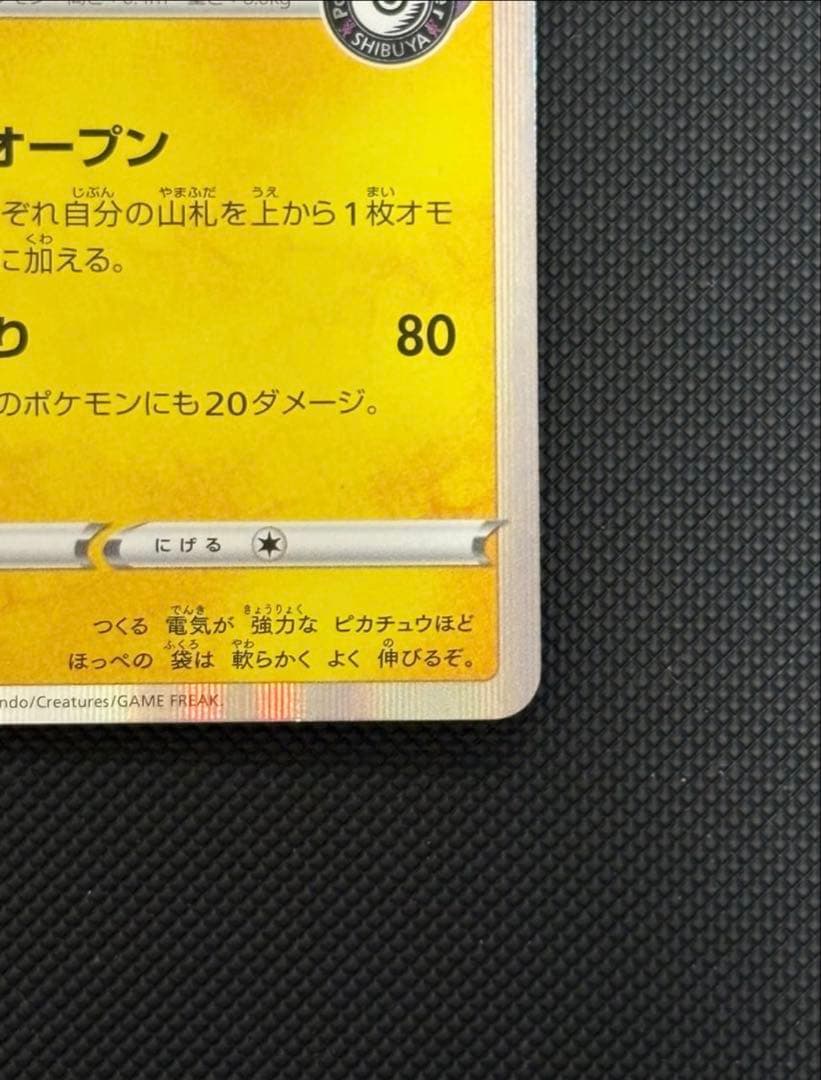 SHIBUYA
オープン
ぞれ自分の山札を上から1枚オモ
に加える。
り
80
のポケモンにも20ダメージ。
にげる
つくる 電気が 強力な ピカチュウほど
ほっぺの 袋は 軟らかく よく 伸びるぞ。
ndo/Creatures/GAME FREAK.